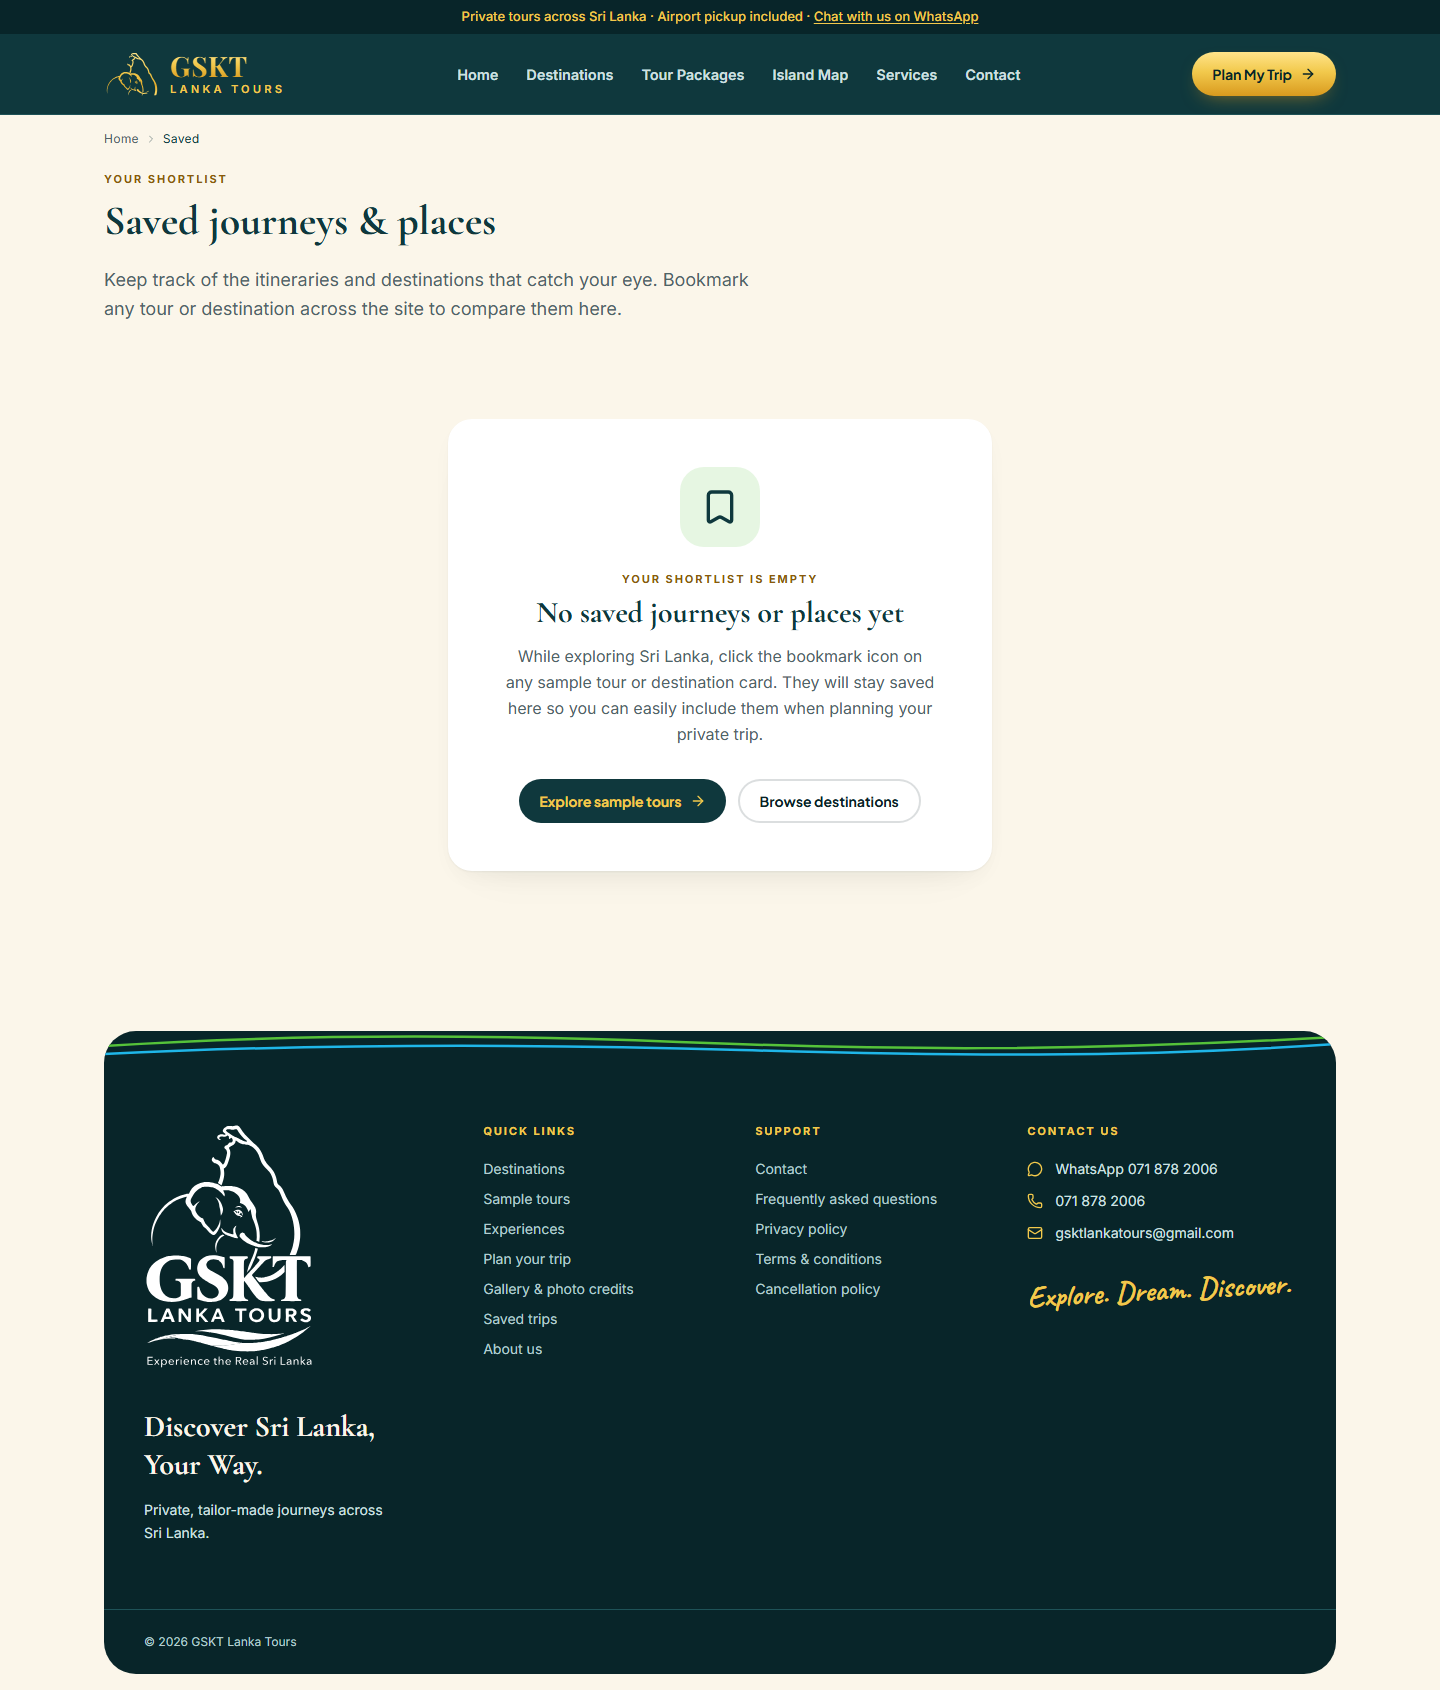 Private tours across Sri Lanka · Airport pickup included · Chat with us on WhatsApp
GSKT
LANKA TOURS
Home
Destinations
Tour Packages
Island Map
Services
Contact
Plan My Trip
Home
Saved
YOUR SHORTLIST
Saved journeys & places
Keep track of the itineraries and destinations that catch your eye. Bookmark
any tour or destination across the site to compare them here.
YOUR SHORTLIST IS EMPTY
No saved journeys or places yet
While exploring Sri Lanka, click the bookmark icon on
any sample tour or destination card. They will stay saved
here so you can easily include them when planning your
private trip.
Explore sample tours
Browse destinations
GSKT
LANKA TOURS
Experience the Real Sri Lanka
Discover Sri Lanka,
Your Way.
Private, tailor-made journeys across
Sri Lanka.
QUICK LINKS
Destinations
Sample tours
Experiences
Plan your trip
Gallery & photo credits
Saved trips
About us
SUPPORT
Contact
Frequently asked questions
Privacy policy
Terms & conditions
Cancellation policy
CONTACT US
WhatsApp 071 878 2006
071 878 2006
gsktlankatours@gmail.com
Explore. Dream. Discover.
© 2026 GSKT Lanka Tours